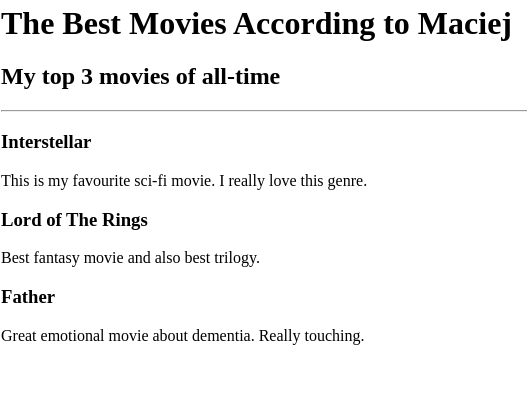 The Best Movies According to Maciej
My top 3 movies of all-time
Interstellar
This is my favourite sci-fi movie. I really love this genre.
Lord of The Rings
Best fantasy movie and also best trilogy.
Father
Great emotional movie about dementia. Really touching.